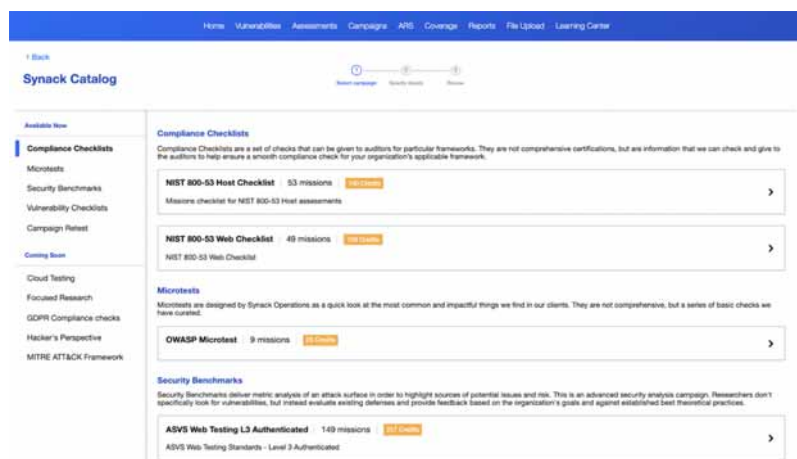 Home Vulnerabilities Assessments Campaigns ARS Coverage Reports File Upload Learning Center
‹ Back
Synack Catalog
1
Select campaign Specify details Review
Available Now
Compliance Checklists
Microtests
Security Benchmarks
Vulnerability Checklists
Campaign Retest
Coming Soon
Cloud Testing
Focused Research
GDPR Compliance checks
Hacker's Perspective
MITRE ATT&CK Framework
Compliance Checklists
Compliance Checklists are a set of checks that can be given to auditors for particular frameworks. They are not comprehensive certifications, but are information that we can check and give to
the auditors to help ensure a smooth compliance check for your organization's applicable framework.
NIST 800-53 Host Checklist 53 missions Credits
Missions checklist for NIST 800-53 Host assessments
NIST 800-53 Web Checklist 49 missions Credits
NIST 800-53 Web Checklist
Microtests
Microtests are designed by Synack Operations as a quick look at the most common and impactful things we find in our clients. They are not comprehensive, but a series of basic checks we
have curated.
OWASP Microtest 9 missions Credits
Security Benchmarks
Security Benchmarks deliver metric analysis of an attack surface in order to highlight sources of potential issues and risk. This is an advanced security analysis campaign. Researchers don't
specifically look for vulnerabilities, but instead evaluate existing defenses and provide feedback based on the organization's goals and against established best theoretical practices.
ASVS Web Testing L3 Authenticated 149 missions Credits
ASVS Web Testing Standards - Level 3 Authenticated